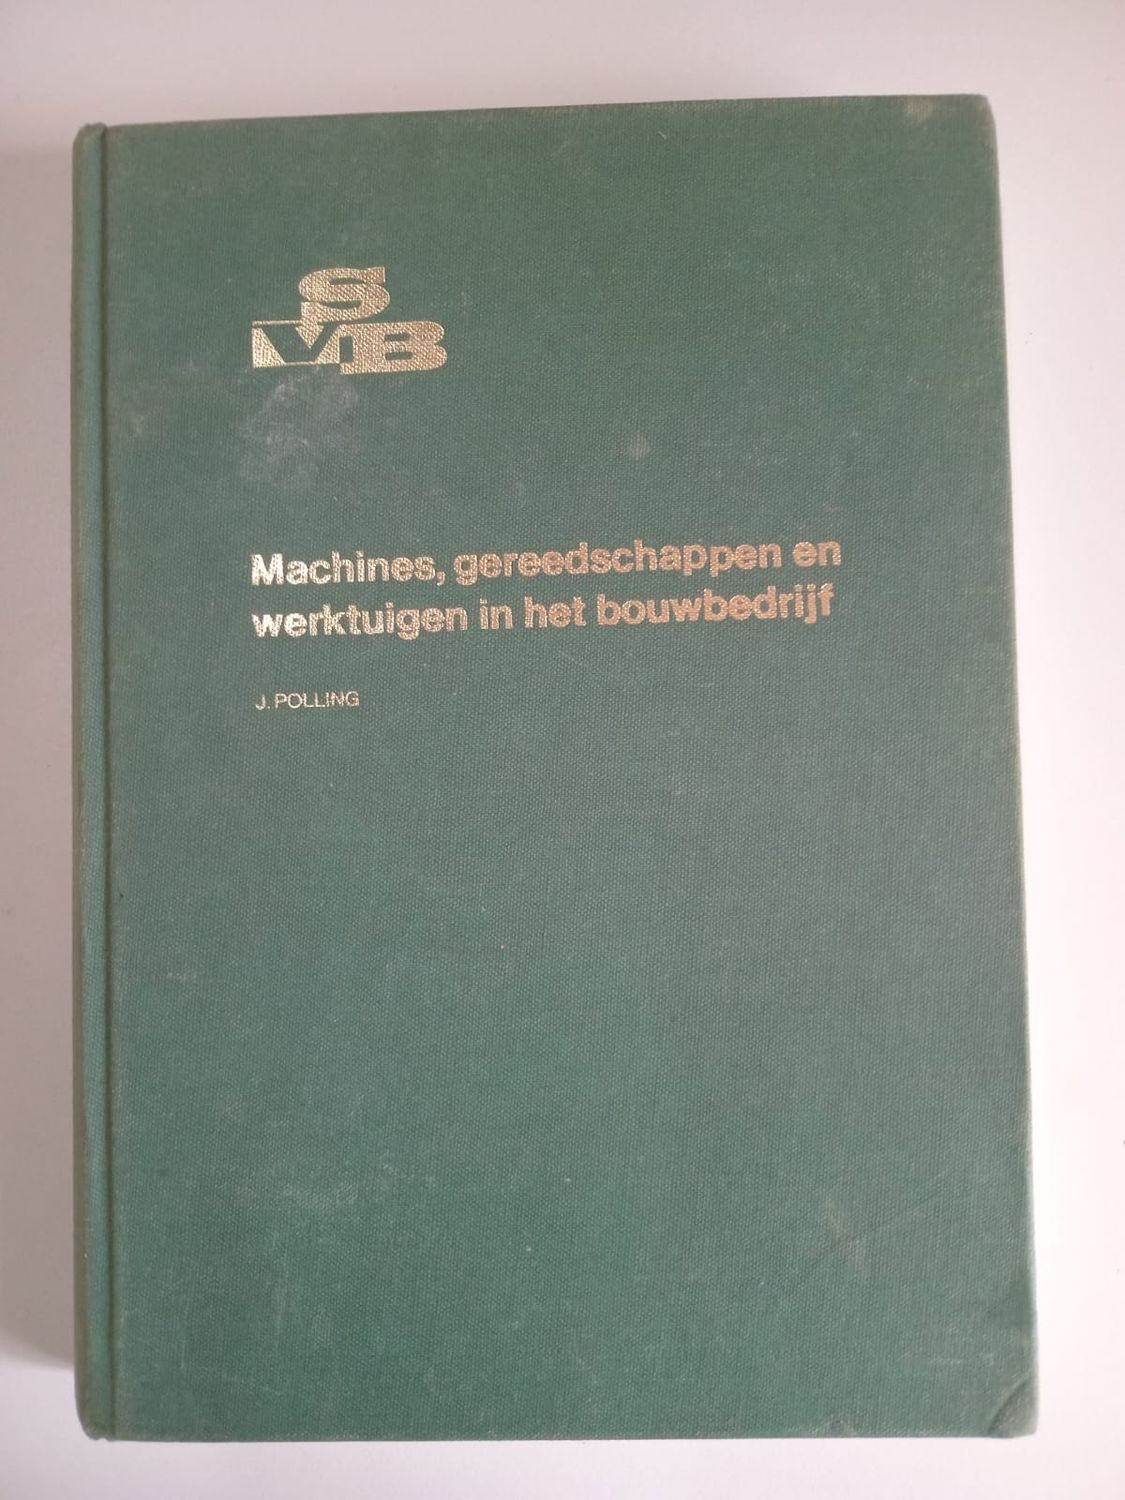 SVB
Machines, gereedschappen en
werktuigen in het bouwbedrijf
J. POLLING